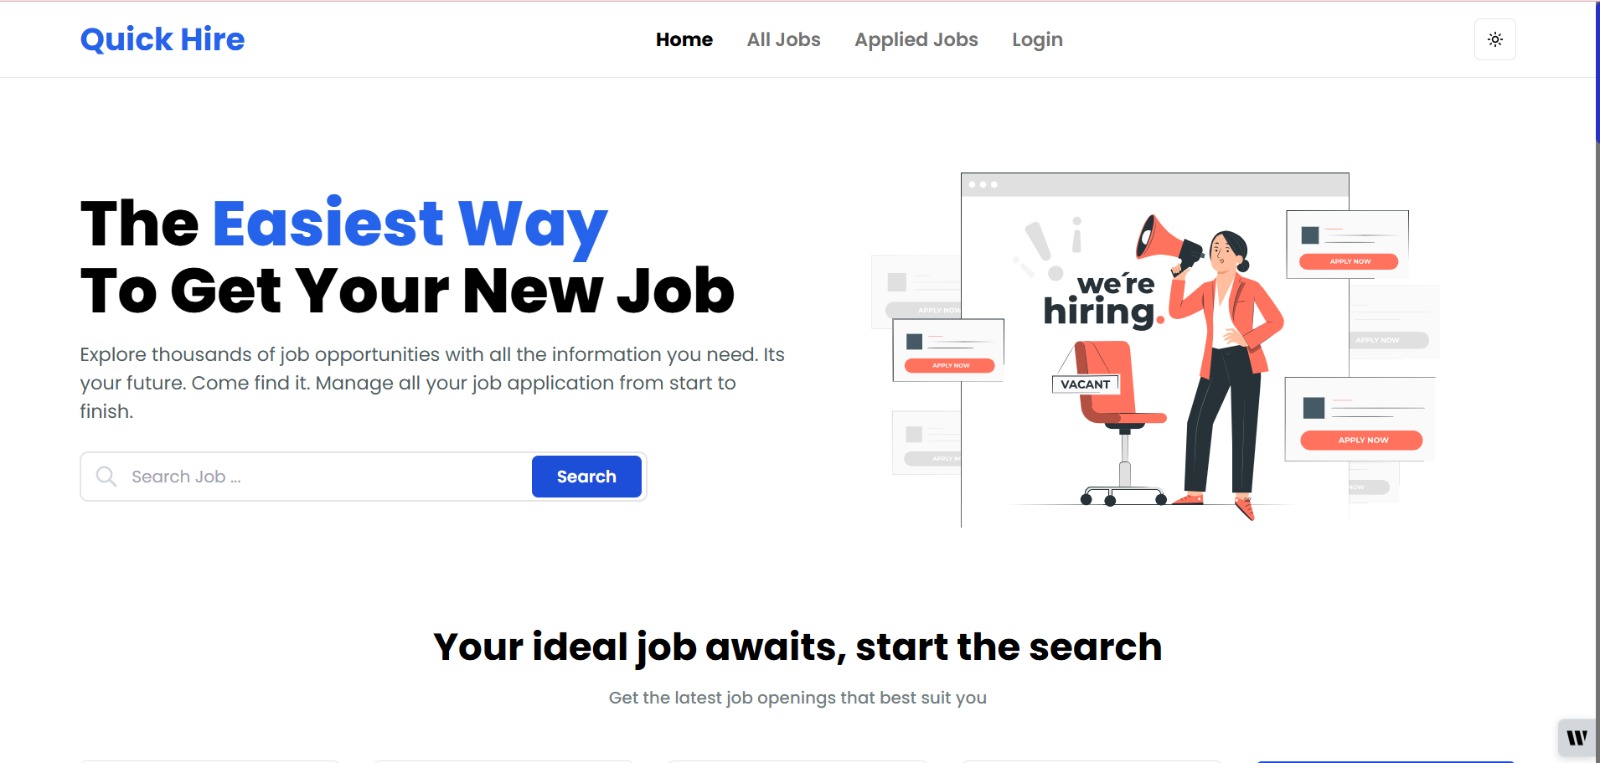 Quick Hire
Home
All Jobs
Applied Jobs
Login
The Easiest Way
To Get Your New Job
Explore thousands of job opportunities with all the information you need. Its
your future. Come find it. Manage all your job application from start to
finish.
Search Job ...
Search
we're
hiring.
VACANT
APPLY NOW
APPLY NOW
APPLY NOW
APPLY NOW
APPLY NOW
APPLY
NOW
Your ideal job awaits, start the search
Get the latest job openings that best suit you
W